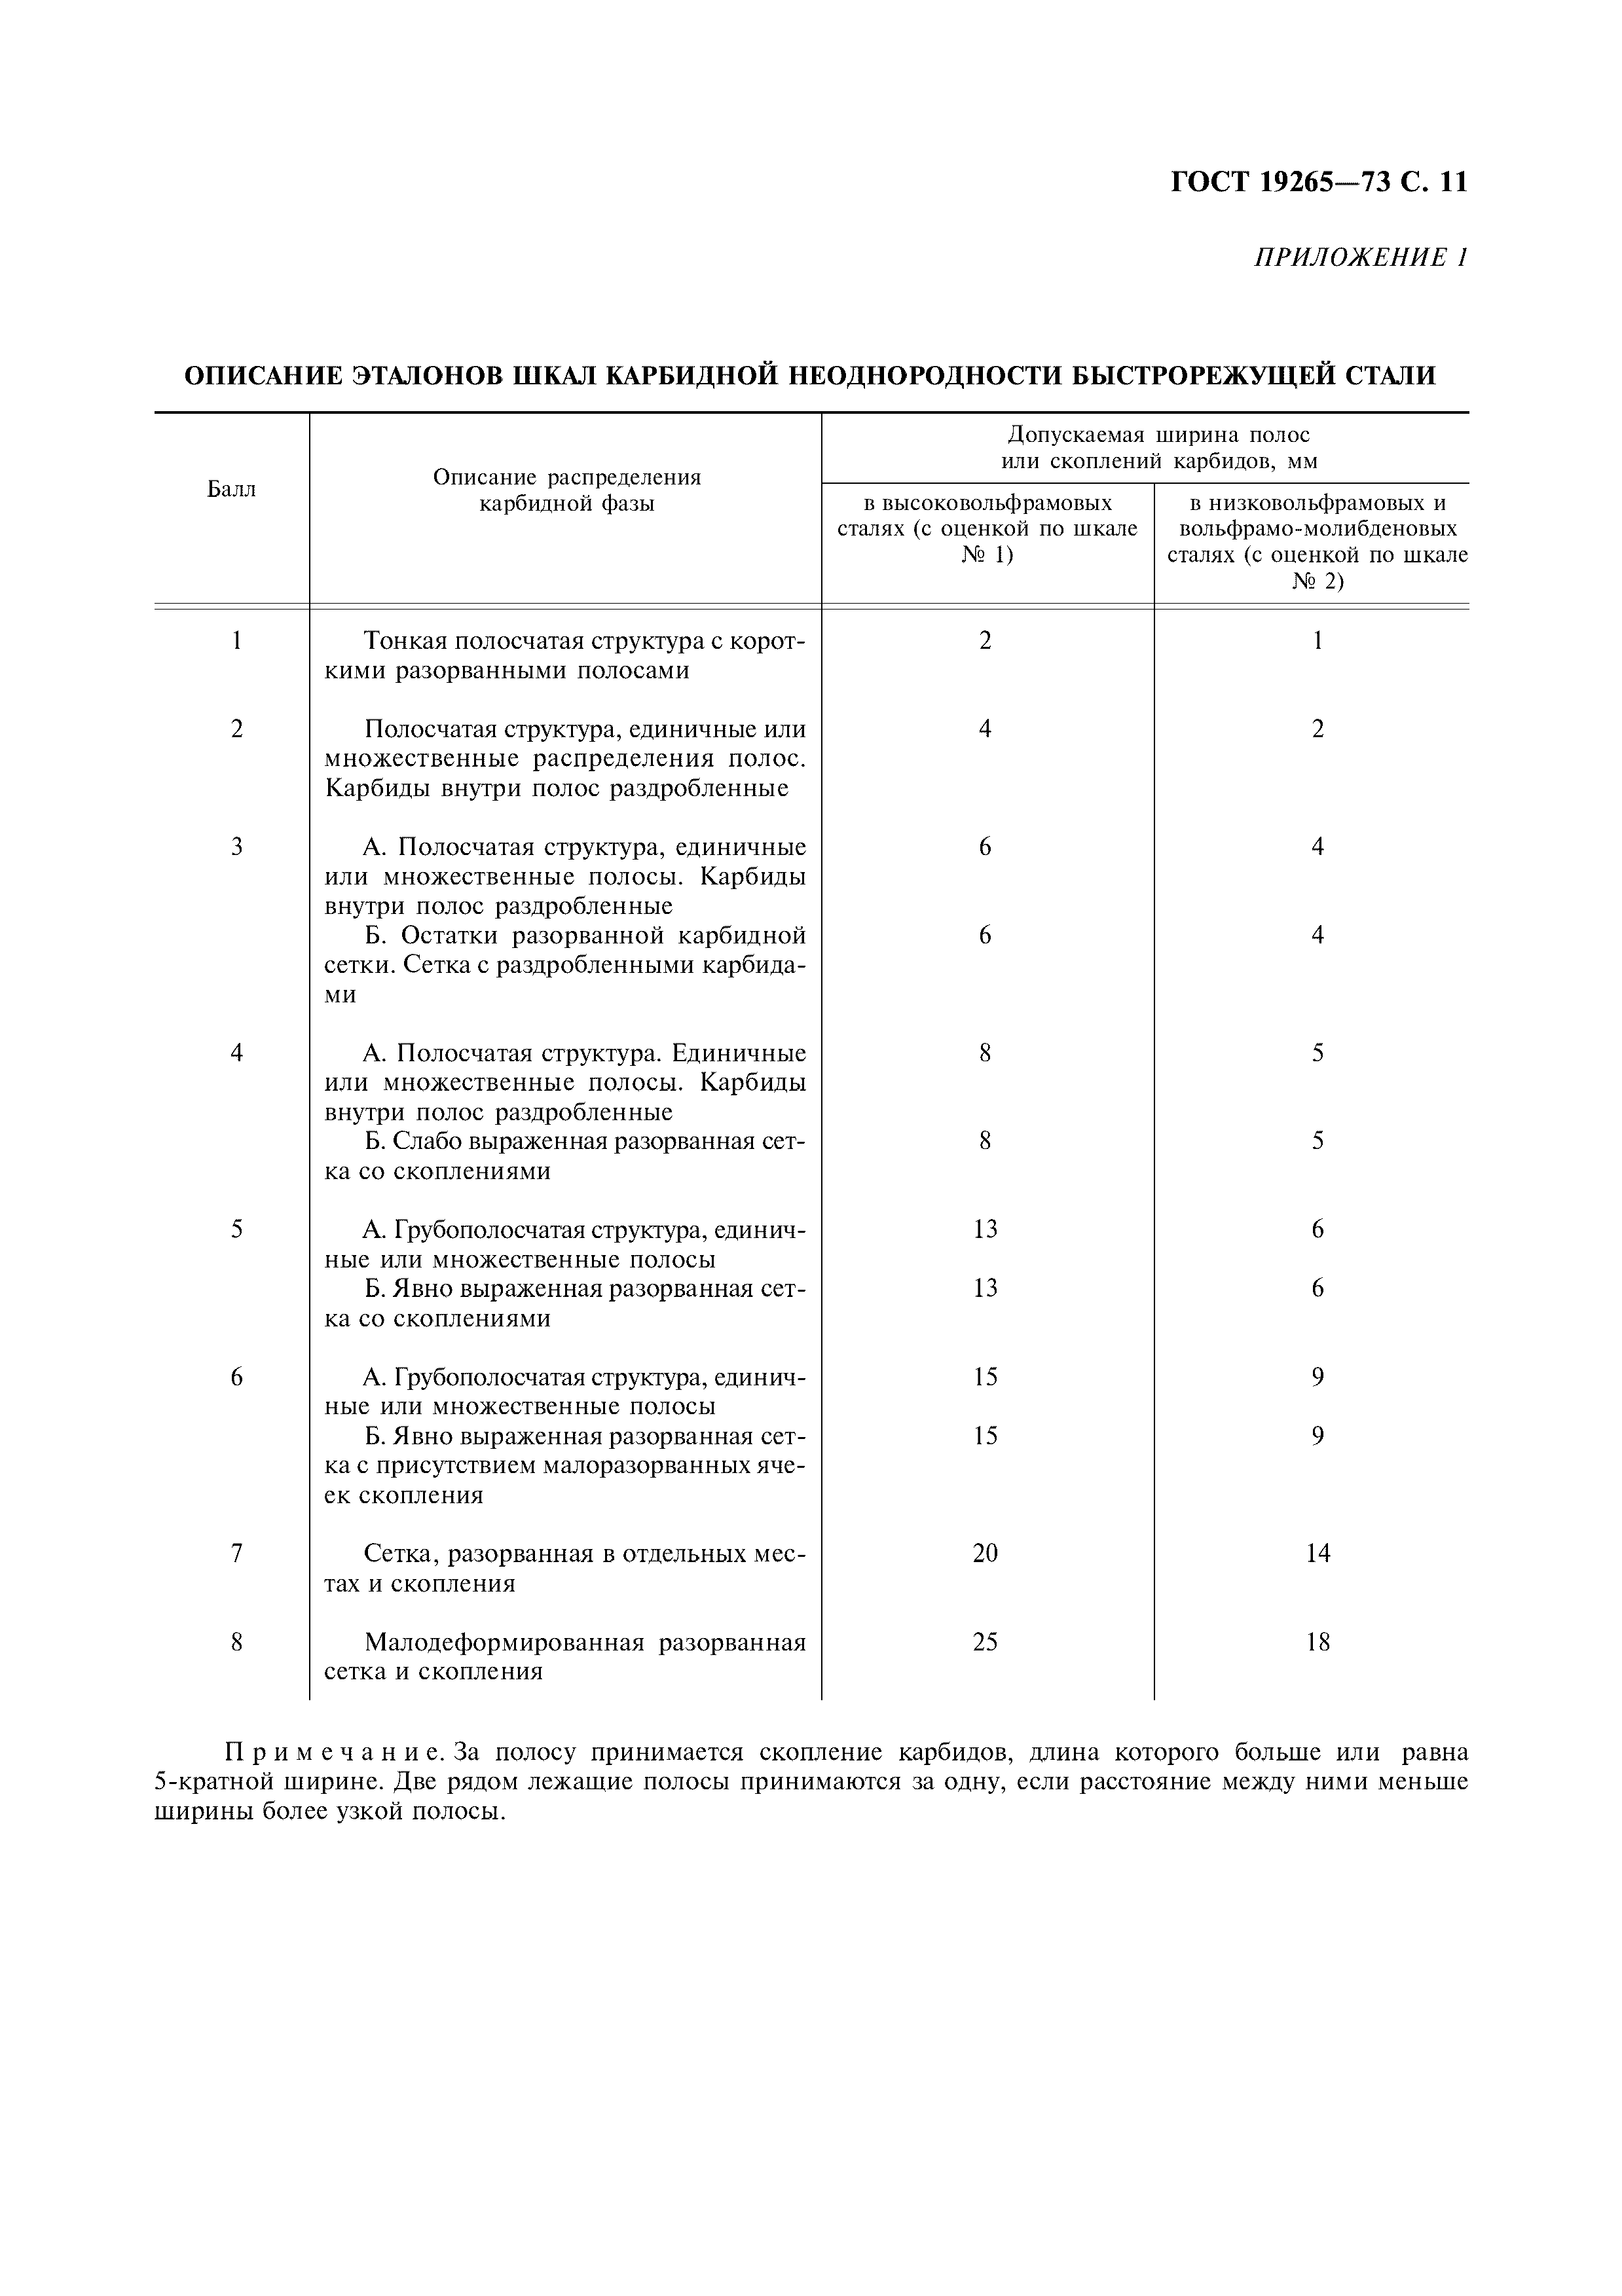 ГОСТ 19265—73 С. 11
ПРИЛОЖЕНИЕ 1
ОПИСАНИЕ ЭТАЛОНОВ ШКАЛ КАРБИДНОЙ НЕОДНОРОДНОСТИ БЫСТРОРЕЖУЩЕЙ СТАЛИ
Балл
Описание распределения
карбидной фазы
Допускаемая ширина полос
или скоплений карбидов, мм
в высоковольфрамовых
сталях (с оценкой по шкале
№ 1)
в низковольфрамовых и
вольфрамо-молибденовых
сталях (с оценкой по шкале
№ 2)
1 Тонкая полосчатая структура с корот- 2 1
кими разорванными полосами
2 Полосчатая структура, единичные или 4 2
множественные распределения полос.
Карбиды внутри полос раздробленные
3 А. Полосчатая структура, единичные 6 4
или множественные полосы. Карбиды
внутри полос раздробленные
Б. Остатки разорванной карбидной 6 4
сетки. Сетка с раздробленными карбида-
ми
4 А. Полосчатая структура. Единичные 8 5
или множественные полосы. Карбиды
внутри полос раздробленные
Б. Слабо выраженная разорванная сет- 8 5
ка со скоплениями
5 А. Грубополосчатая структура, единич- 13 6
ные или множественные полосы
Б. Явно выраженная разорванная сет- 13 6
ка со скоплениями
6 А. Грубополосчатая структура, единич- 15 9
ные или множественные полосы
Б. Явно выраженная разорванная сет- 15 9
ка с присутствием малоразорванных яче-
ек скопления
7 Сетка, разорванная в отдельных мес- 20 14
тах и скопления
8 Малодеформированная разорванная 25 18
сетка и скопления
Примечание. За полосу принимается скопление карбидов, длина которого больше или равна
5-кратной ширине. Две рядом лежащие полосы принимаются за одну, если расстояние между ними меньше
ширины более узкой полосы.